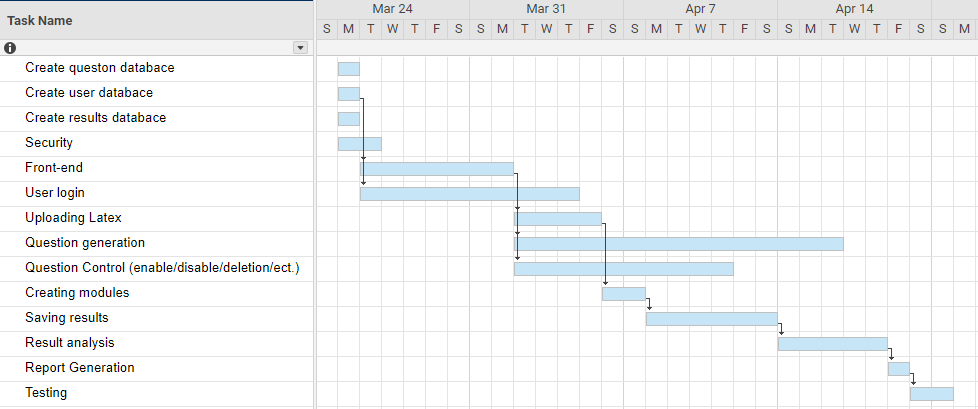 Task Name
Mar 24 Mar 31 Apr 7 Apr 14
S M T W T F S S M T W T F S S M T W T F S S M T W T F S S M
Create queston databace
Create user databace
Create results database
Security
Front-end
User login
Uploading Latex
Question generation
Question Control (enable/disable/deletion/ect.)
Creating modules
Saving results
Result analysis
Report Generation
Testing